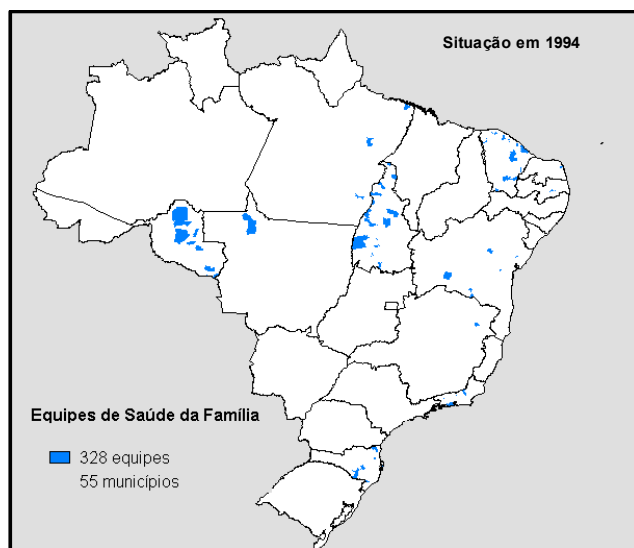 Situação em 1994
Equipes de Saúde da Família
328 equipes
55 municípios